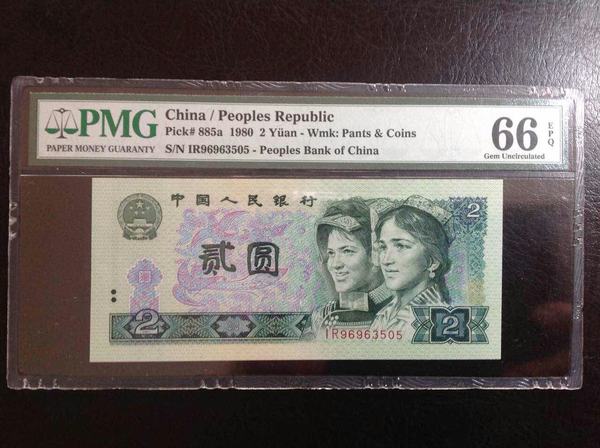 PMG
PAPER MONEY GUARANTY
China / Peoples Republic
Pick# 885a 1980 2 Yüan - Wmk: Pants & Coins
S/N IR96963505 - Peoples Bank of China
66
EPQ
Gem Uncirculated
中国人民银行
贰圆
2
2
2
IR96963505